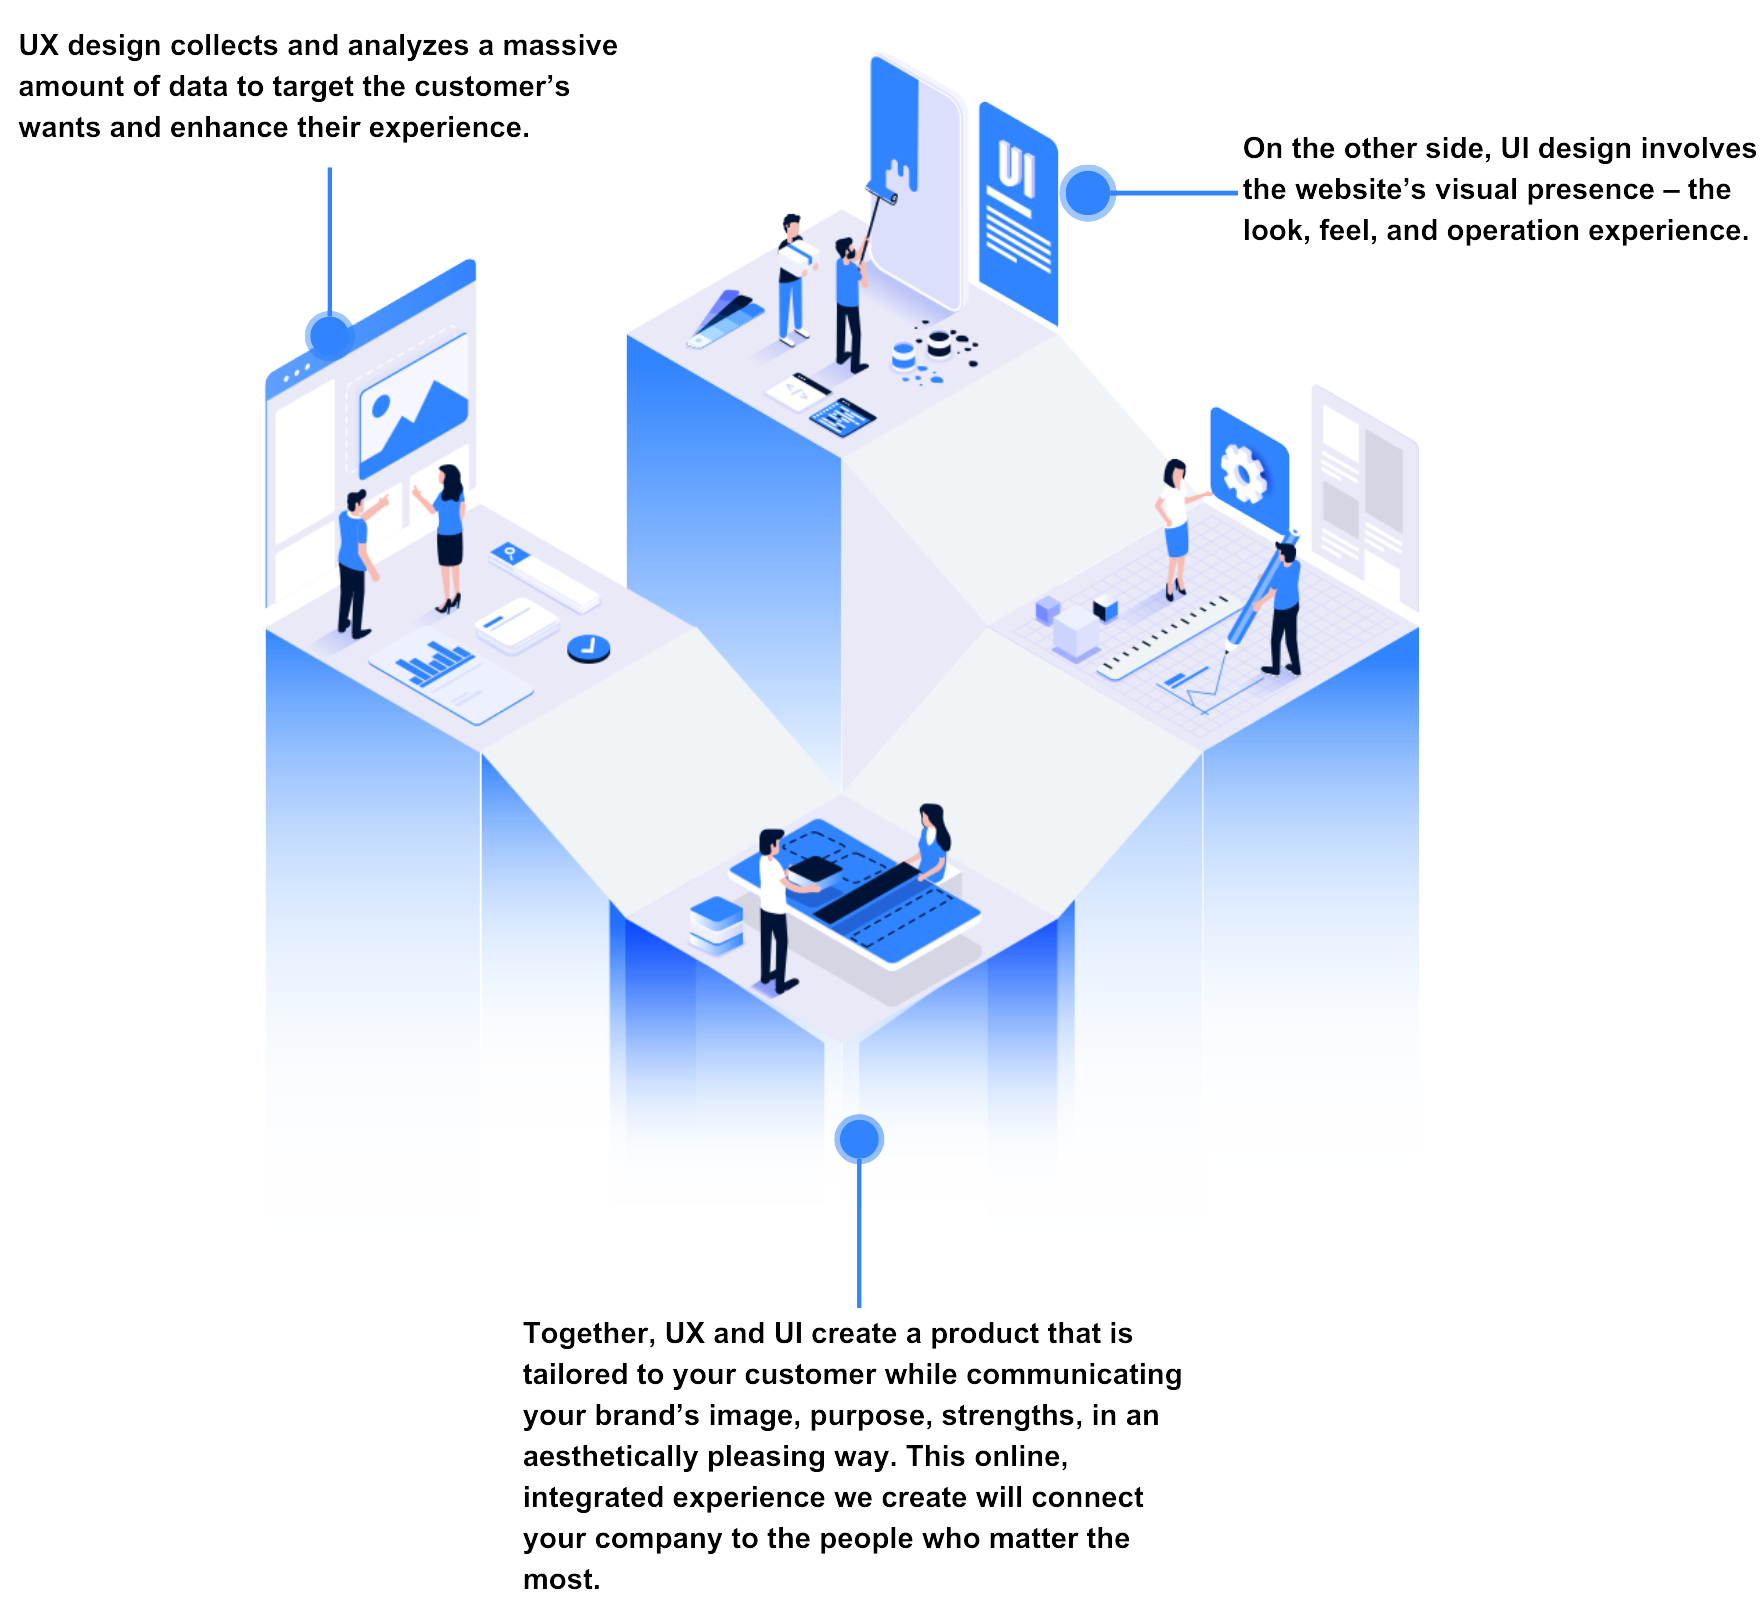 UX design collects and analyzes a massive
amount of data to target the customer’s
wants and enhance their experience.
On the other side, UI design involves
the website’s visual presence – the
look, feel, and operation experience.
UI
</>
Together, UX and UI create a product that is
tailored to your customer while communicating
your brand’s image, purpose, strengths, in an
aesthetically pleasing way. This online,
integrated experience we create will connect
your company to the people who matter the
most.